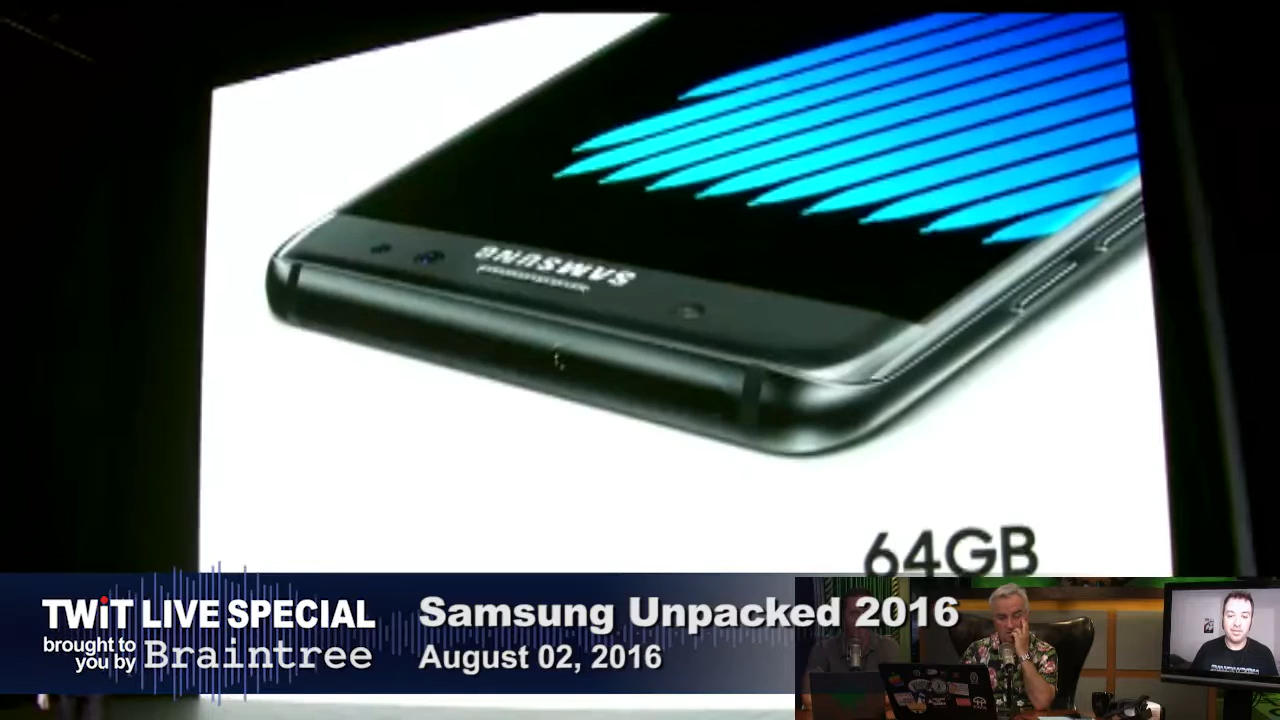 SAMSUNG
64GB
TWiT LIVE SPECIAL
brought to
you by Braintree
Samsung Unpacked 2016
August 02, 2016